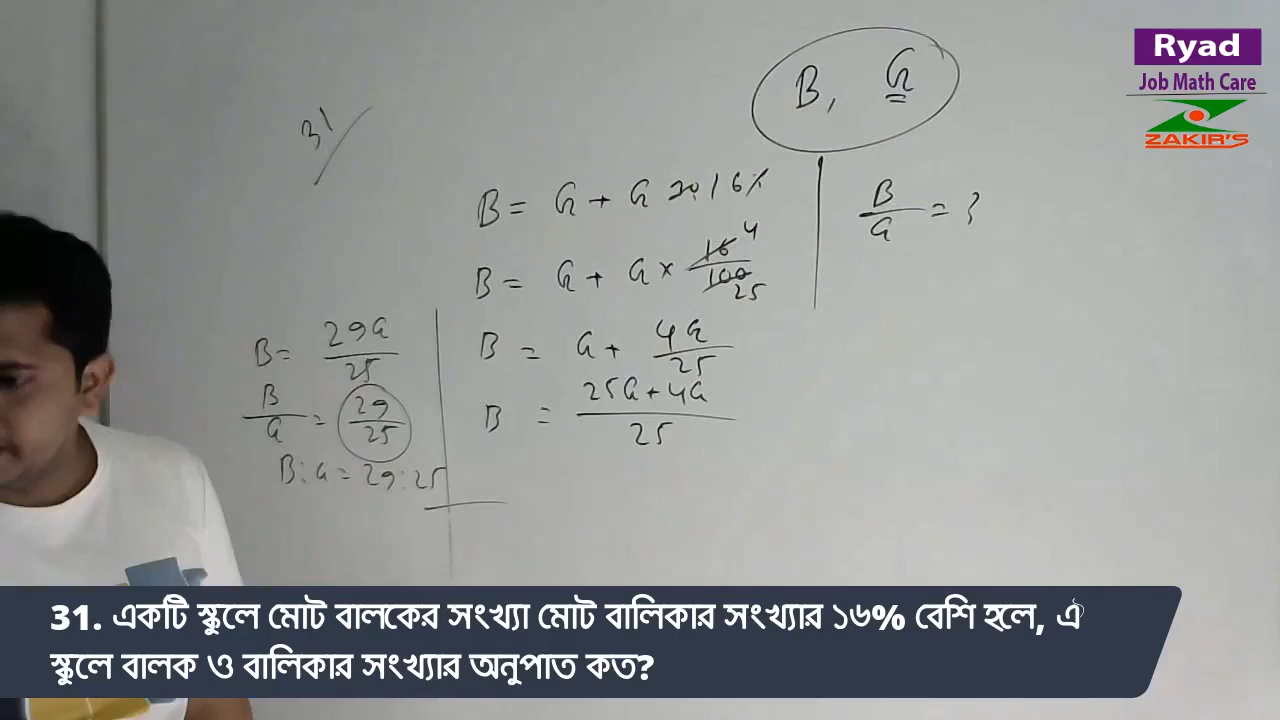 Ryad
Job Math Care
ZAKIR'S
31
B, G
B = G + G এর 16%
B/G = ?
B = G + G × 16/100 4 25
B = G + 4G/25
B = 25G + 4G / 25
B = 29G/25
B/G = 29/25
B : G = 29 : 25
31. একটি স্কুলে মোট বালকের সংখ্যা মোট বালিকার সংখ্যার ১৬% বেশি হলে, ঐ
স্কুলে বালক ও বালিকার সংখ্যার অনুপাত কত?